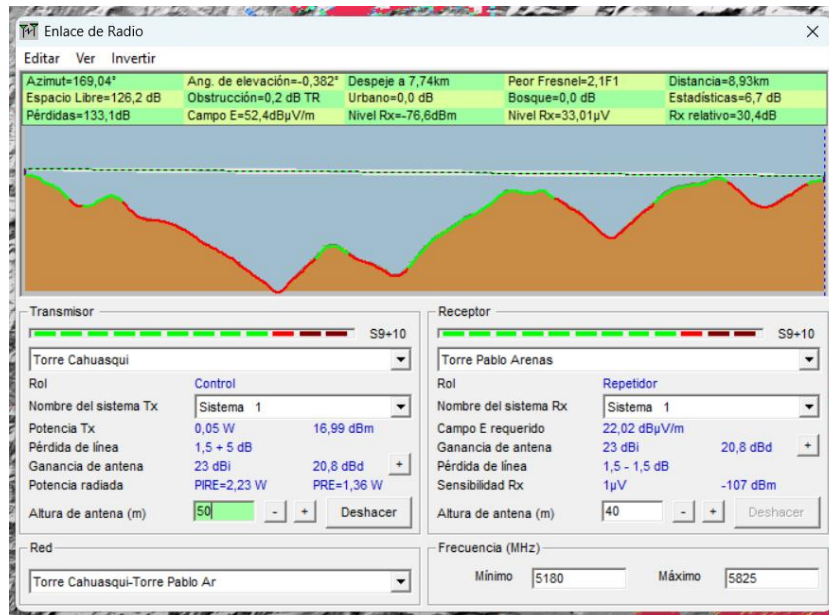 Enlace de Radio
Editar Ver Invertir
Azimut=169,04° Ang. de elevación=-0,382° Despeje a 7,74km Peor Fresnel=2,1F1 Distancia=8,93km
Espacio Libre=126,2 dB Obstrucción=0,2 dB TR Urbano=0,0 dB Bosque=0,0 dB Estadísticas=6,7 dB
Pérdidas=133,1dB Campo E=52,4dBµV/m Nivel Rx=-76,6dBm Nivel Rx=33,01µV Rx relativo=30,4dB
Transmisor
S9+10
Torre Cahuasqui
Rol Control
Nombre del sistema Tx Sistema 1
Potencia Tx 0,05 W 16,99 dBm
Pérdida de línea 1,5 + 5 dB
Ganancia de antena 23 dBi 20,8 dBd +
Potencia radiada PIRE=2,23 W PRE=1,36 W
Altura de antena (m) 50 - + Deshacer
Receptor
S9+10
Torre Pablo Arenas
Rol Repetidor
Nombre del sistema Rx Sistema 1
Campo E requerido 22,02 dBµV/m
Ganancia de antena 23 dBi 20,8 dBd +
Pérdida de línea 1,5 - 1,5 dB
Sensibilidad Rx 1µV -107 dBm
Altura de antena (m) 40 - + Deshacer
Red
Torre Cahuasqui-Torre Pablo Ar
Frecuencia (MHz)
Mínimo 5180 Máximo 5825